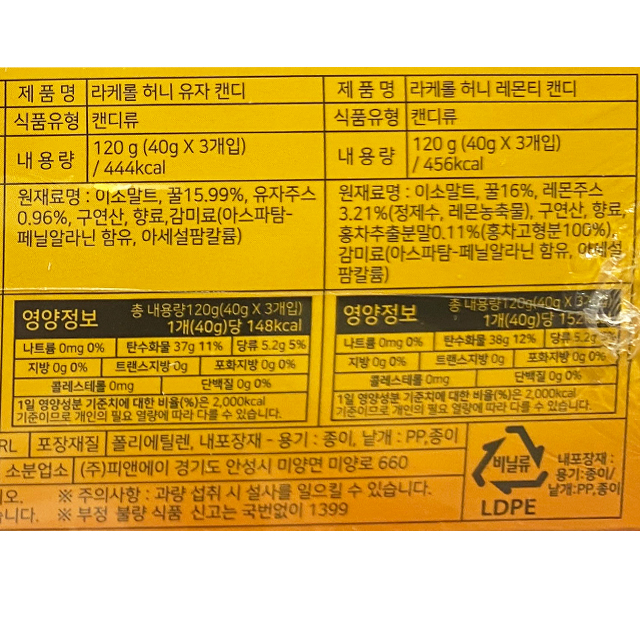 제 품 명 라케롤 허니 유자 캔디
식품유형 캔디류
내 용 량 120 g (40g X 3개입)
/ 444kcal
원재료명 : 이소말트, 꿀15.99%, 유자주스
0.96%, 구연산, 향료,감미료(아스파탐-
페닐알라닌 함유, 아세설팜칼륨)
영양정보 총 내용량120g(40g X 3개입)
1개(40g)당 148kcal
나트륨 0mg 0% 탄수화물 37g 11% 당류 5.2g 5%
지방 0g 0% 트랜스지방 0g 포화지방 0g 0%
콜레스테롤 0mg 단백질 0g 0%
1일 영양성분 기준치에 대한 비율(%)은 2,000kcal
기준이므로 개인의 필요 열량에 따라 다를 수 있습니다.
제 품 명 라케롤 허니 레몬티 캔디
식품유형 캔디류
내 용 량 120 g (40g X 3개입)
/ 456kcal
원재료명 : 이소말트, 꿀16%, 레몬주스
3.21%(정제수, 레몬농축물), 구연산, 향료,
홍차추출분말0.11%(홍차고형분100%),
감미료(아스파탐-페닐알라닌 함유, 아세설
팜칼륨)
영양정보 총 내용량120g(40g X 3
1개(40g)당 152
나트륨 0mg 0% 탄수화물 38g 12% 당류 5.2g
지방 0g 0% 트랜스지방 0g 포화지방 0g 0%
콜레스테롤 0mg 단백질 0g 0%
1일 영양성분 기준치에 대한 비율(%)은 2,000kcal
기준이므로 개인의 필요 열량에 따라 다를 수 있습니다.
RL 포장재질 폴리에틸렌, 내포장재 - 용기 : 종이, 낱개 : PP,종이
소분업소 (주)피앤에이 경기도 안성시 미양면 미양로 660
오. ※ 주의사항 : 과량 섭취 시 설사를 일으킬 수 있습니다.
니다. ※ 부정 불량 식품 신고는 국번없이 1399
비닐류
LDPE
내포장재 :
용기:종이/
낱개:PP,종이